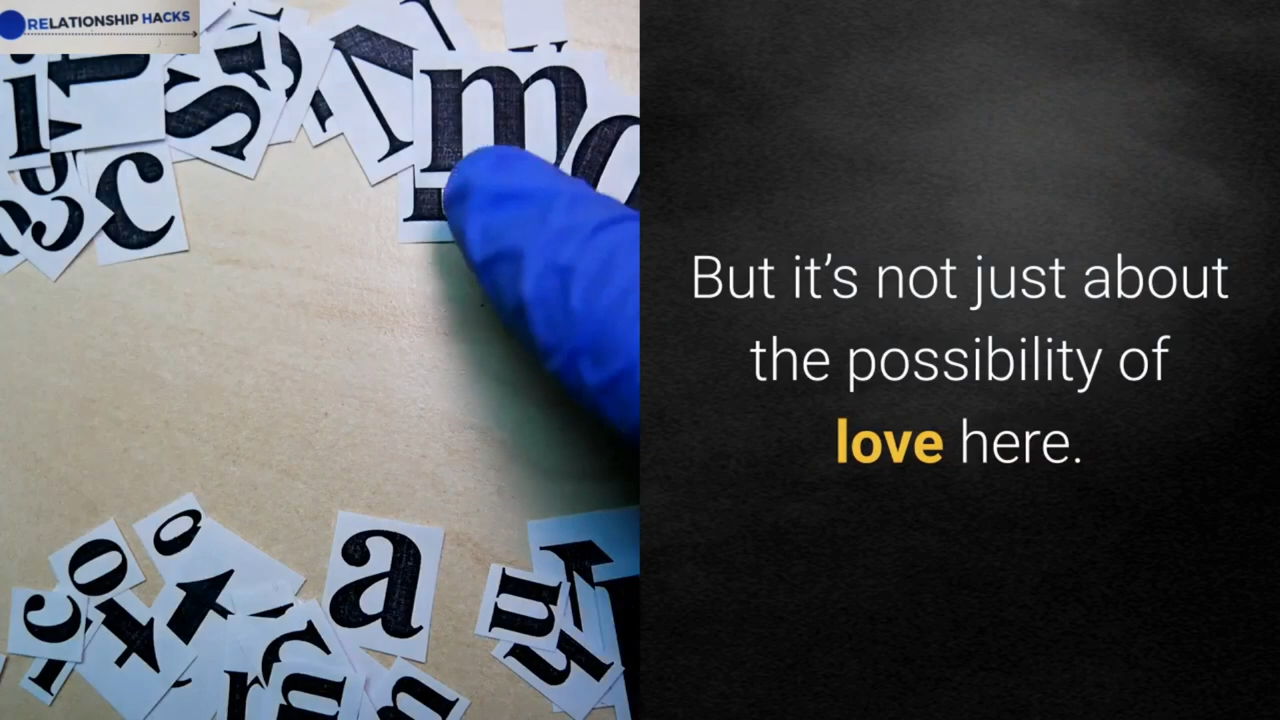 RELATIONSHIP HACKS
i
s
m
c
But it’s not just about
the possibility of
love here.
o
o
a
c
t
u
r
m
n